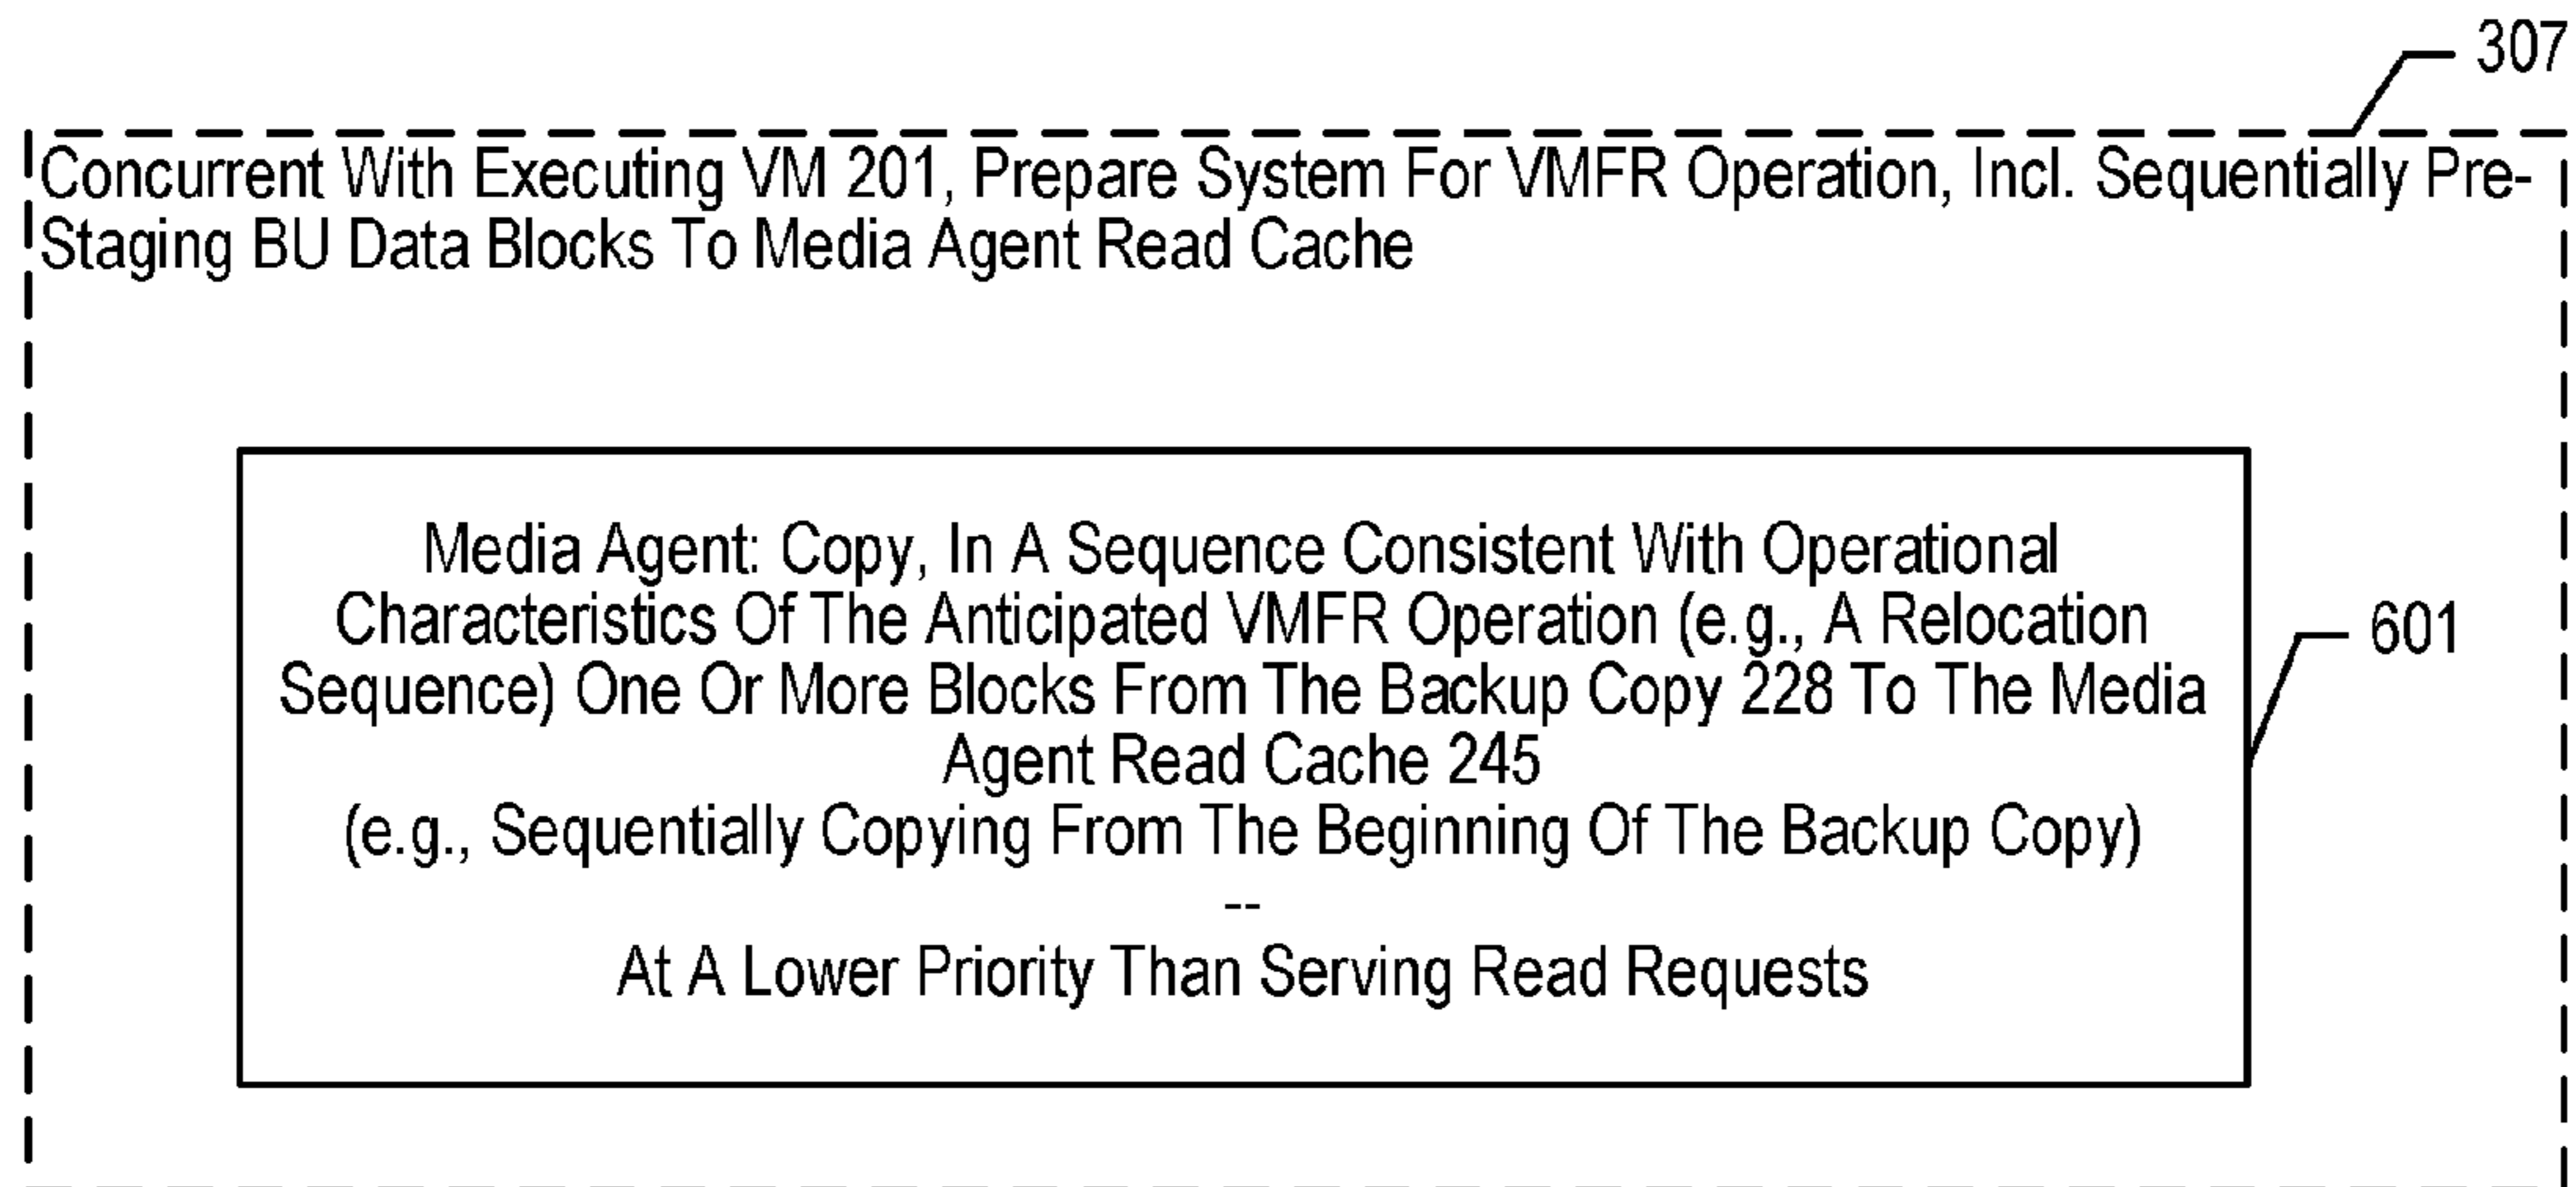 307
Concurrent With Executing VM 201, Prepare System For VMFR Operation, Incl. Sequentially Pre-
Staging BU Data Blocks To Media Agent Read Cache
Media Agent: Copy, In A Sequence Consistent With Operational
Characteristics Of The Anticipated VMFR Operation (e.g., A Relocation
Sequence) One Or More Blocks From The Backup Copy 228 To The Media
Agent Read Cache 245
(e.g., Sequentially Copying From The Beginning Of The Backup Copy)
--
At A Lower Priority Than Serving Read Requests
601